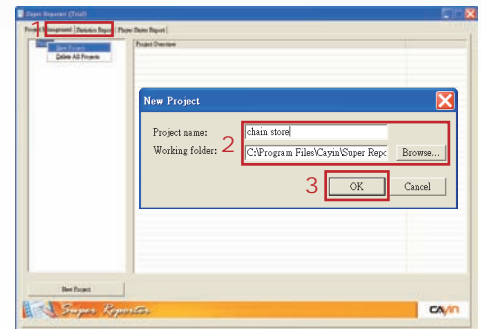 Super Reporter (Trial)
1
Project Management Statistics Report Player Status Report
New Project
Delete All Projects
Project Overview
New Project
Project name:
chain store
2
Working folder:
C:\Program Files\Cayin\Super Repo
Browse...
3
OK
Cancel
New Project
Super Reporter
CAYIN